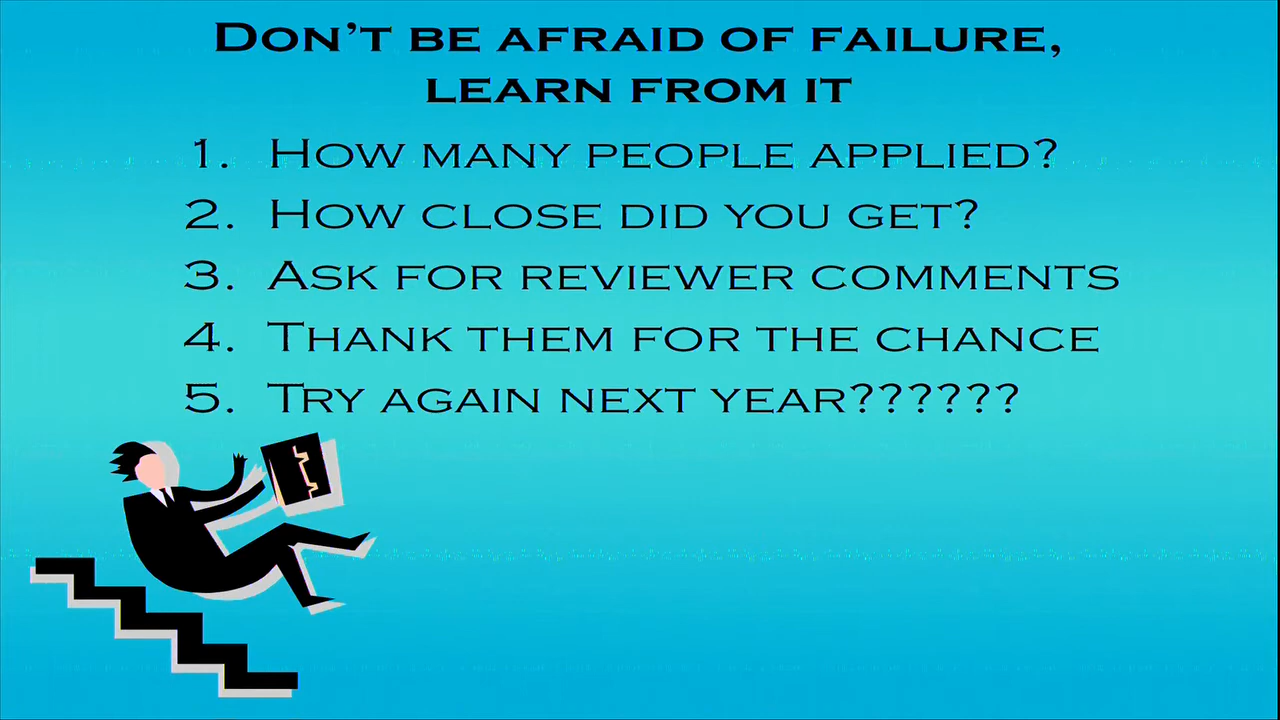 Don't be afraid of failure,
learn from it
1. How many people applied?
2. How close did you get?
3. Ask for reviewer comments
4. Thank them for the chance
5. Try again next year??????